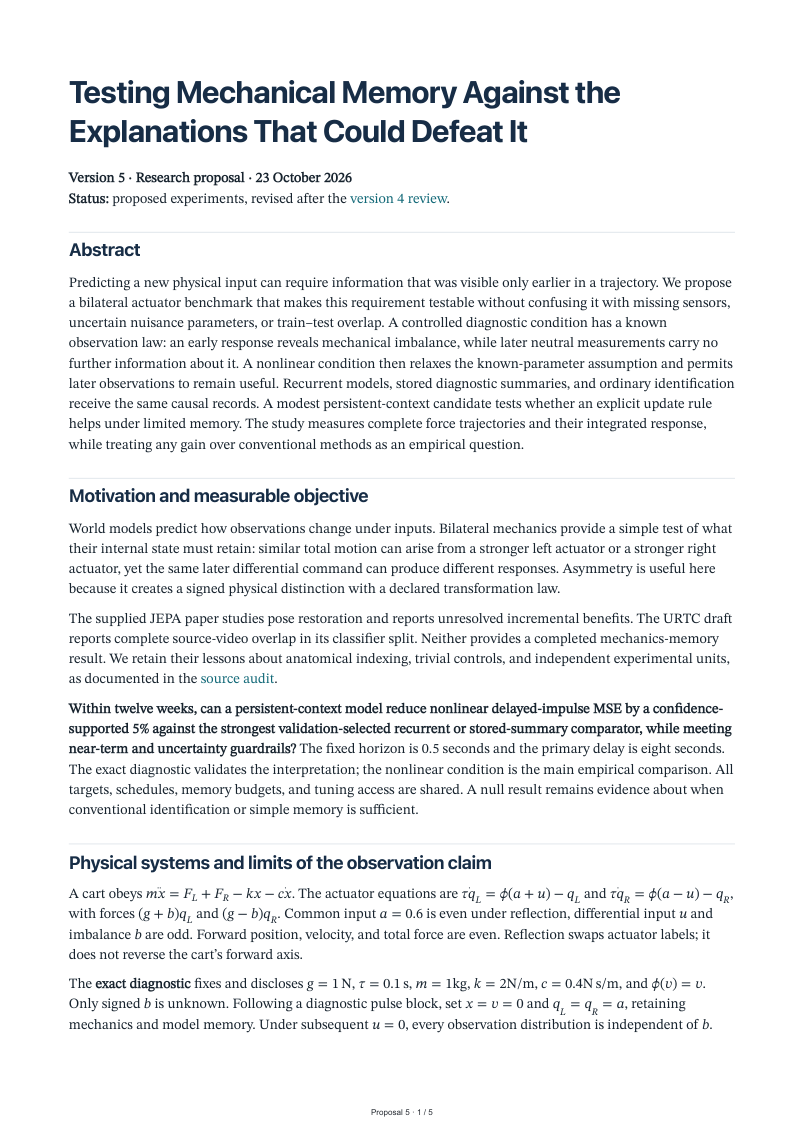 Testing Mechanical Memory Against the
Explanations That Could Defeat It
Version 5 · Research proposal · 23 October 2026
Status: proposed experiments, revised after the version 4 review.
Abstract
Predicting a new physical input can require information that was visible only earlier in a trajectory. We propose
a bilateral actuator benchmark that makes this requirement testable without confusing it with missing sensors,
uncertain nuisance parameters, or train–test overlap. A controlled diagnostic condition has a known
observation law: an early response reveals mechanical imbalance, while later neutral measurements carry no
further information about it. A nonlinear condition then relaxes the known-parameter assumption and permits
later observations to remain useful. Recurrent models, stored diagnostic summaries, and ordinary identification
receive the same causal records. A modest persistent-context candidate tests whether an explicit update rule
helps under limited memory. The study measures complete force trajectories and their integrated response,
while treating any gain over conventional methods as an empirical question.
Motivation and measurable objective
World models predict how observations change under inputs. Bilateral mechanics provide a simple test of what
their internal state must retain: similar total motion can arise from a stronger left actuator or a stronger right
actuator, yet the same later differential command can produce different responses. Asymmetry is useful here
because it creates a signed physical distinction with a declared transformation law.
The supplied JEPA paper studies pose restoration and reports unresolved incremental benefits. The URTC draft
reports complete source-video overlap in its classifier split. Neither provides a completed mechanics-memory
result. We retain their lessons about anatomical indexing, trivial controls, and independent experimental units,
as documented in the source audit.
Within twelve weeks, can a persistent-context model reduce nonlinear delayed-impulse MSE by a confidence-
supported 5% against the strongest validation-selected recurrent or stored-summary comparator, while meeting
near-term and uncertainty guardrails? The fixed horizon is 0.5 seconds and the primary delay is eight seconds.
The exact diagnostic validates the interpretation; the nonlinear condition is the main empirical comparison. All
targets, schedules, memory budgets, and tuning access are shared. A null result remains evidence about when
conventional identification or simple memory is sufficient.
Physical systems and limits of the observation claim
A cart obeys mẍ = F_L + F_R − kx − cẋ. The actuator equations are τq̇_L = ϕ(a + u) − q_L and τq̇_R = ϕ(a − u) − q_R,
with forces (g + b)q_L and (g − b)q_R. Common input a = 0.6 is even under reflection, differential input u and
imbalance b are odd. Forward position, velocity, and total force are even. Reflection swaps actuator labels; it
does not reverse the cart’s forward axis.
The exact diagnostic fixes and discloses g = 1 N, τ = 0.1 s, m = 1kg, k = 2N/m, c = 0.4N s/m, and ϕ(v) = v.
Only signed b is unknown. Following a diagnostic pulse block, set x = v = 0 and q_L = q_R = a, retaining
mechanics and model memory. Under subsequent u = 0, every observation distribution is independent of b.
Proposal 5 · 1 / 5